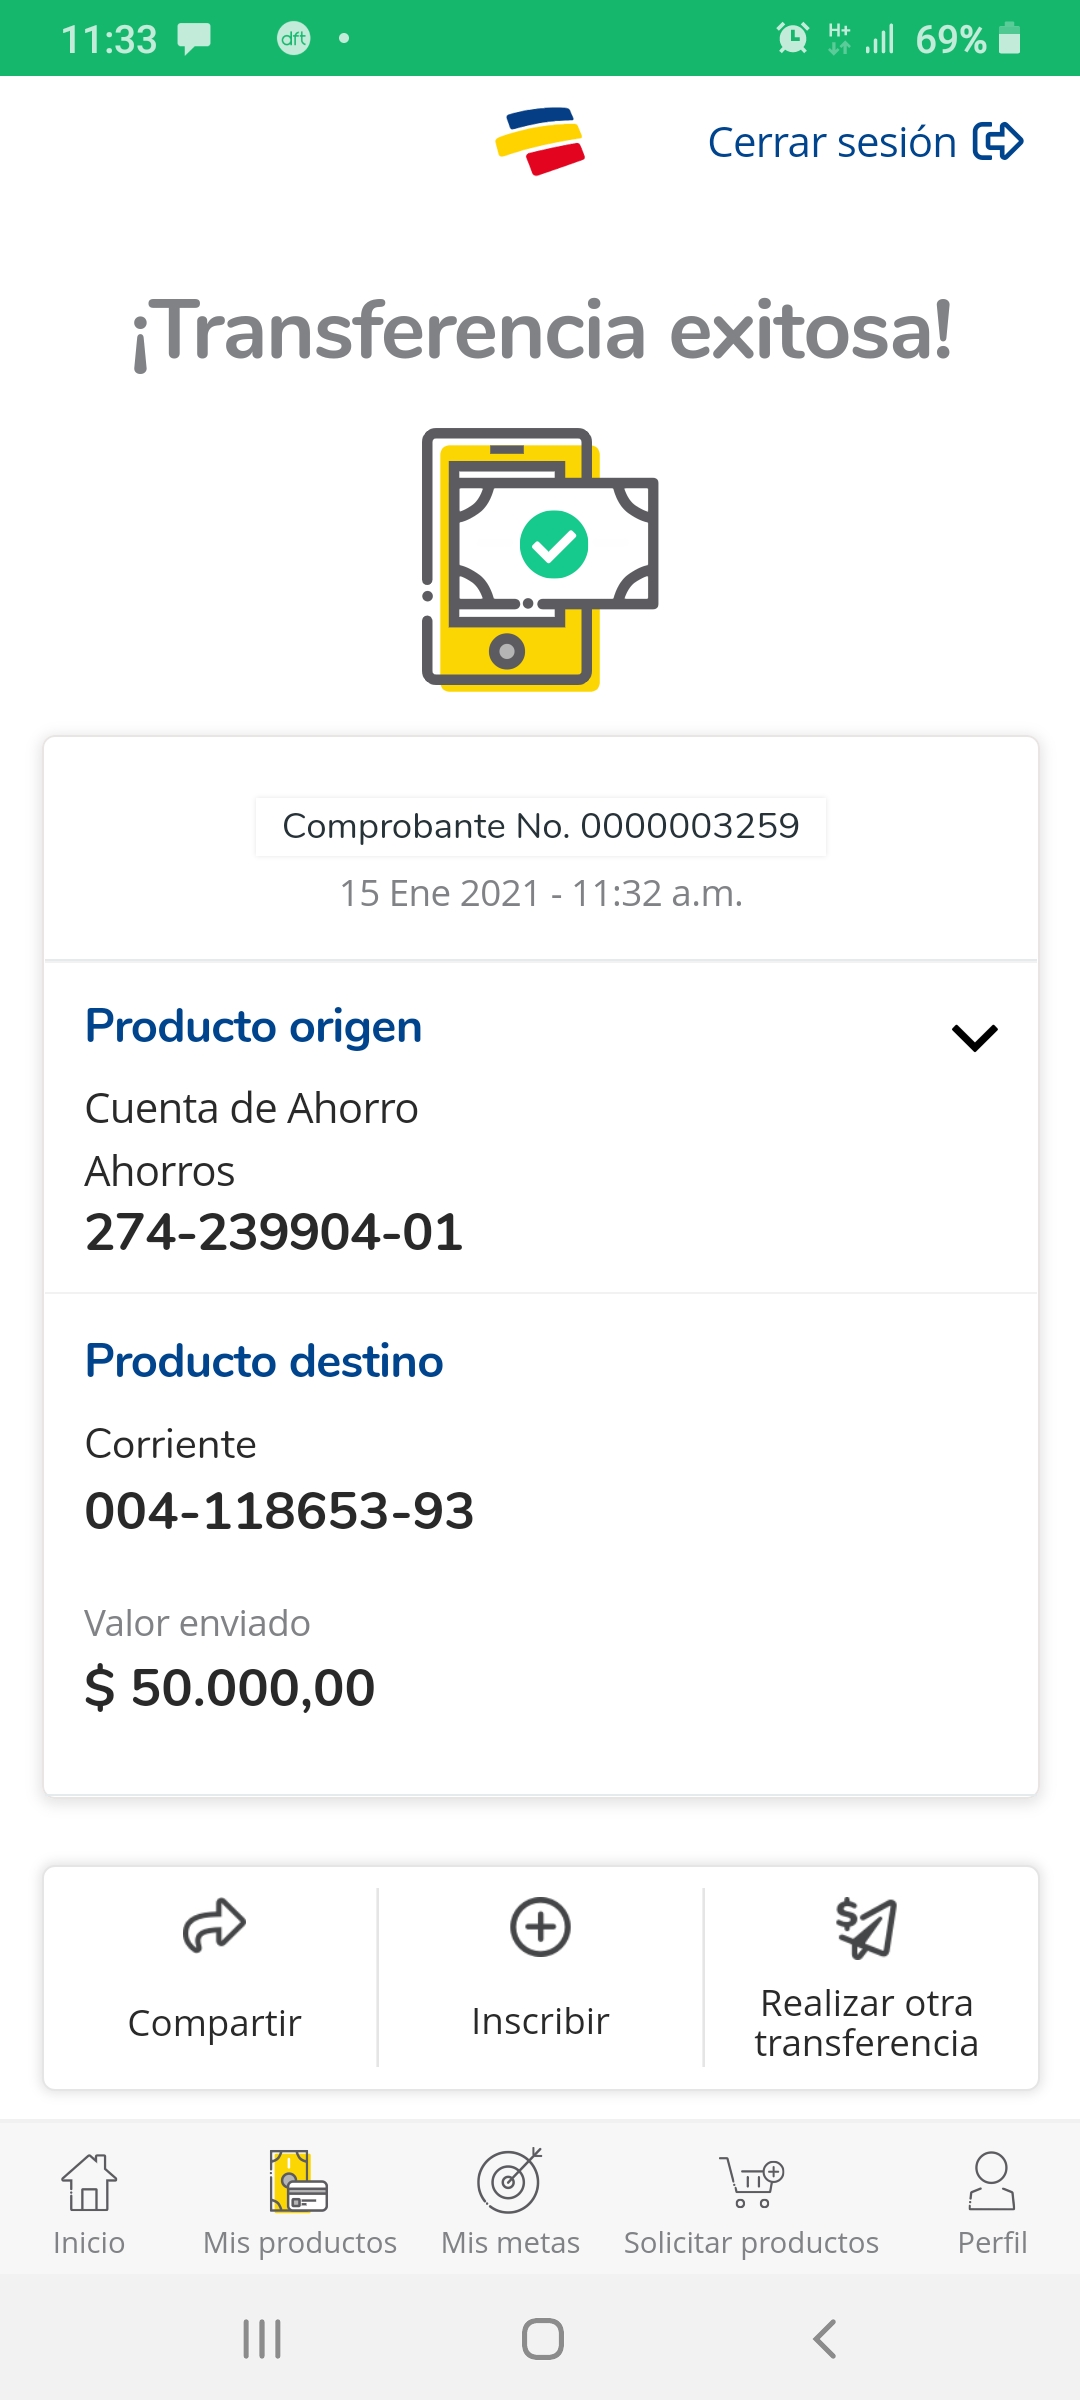 11:33
dft
H+
69%
Cerrar sesión
¡Transferencia exitosa!
Comprobante No. 0000003259
15 Ene 2021 - 11:32 a.m.
Producto origen
Cuenta de Ahorro
Ahorros
274-239904-01
Producto destino
Corriente
004-118653-93
Valor enviado
$ 50.000,00
Compartir
Inscribir
Realizar otra
transferencia
Inicio
Mis productos
Mis metas
Solicitar productos
Perfil